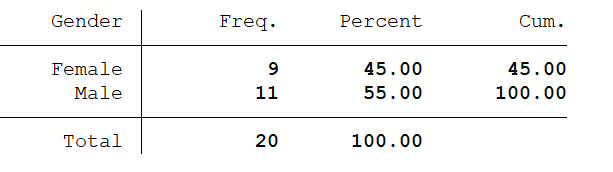 Gender Freq. Percent Cum.
Female 9 45.00 45.00
Male 11 55.00 100.00
Total 20 100.00